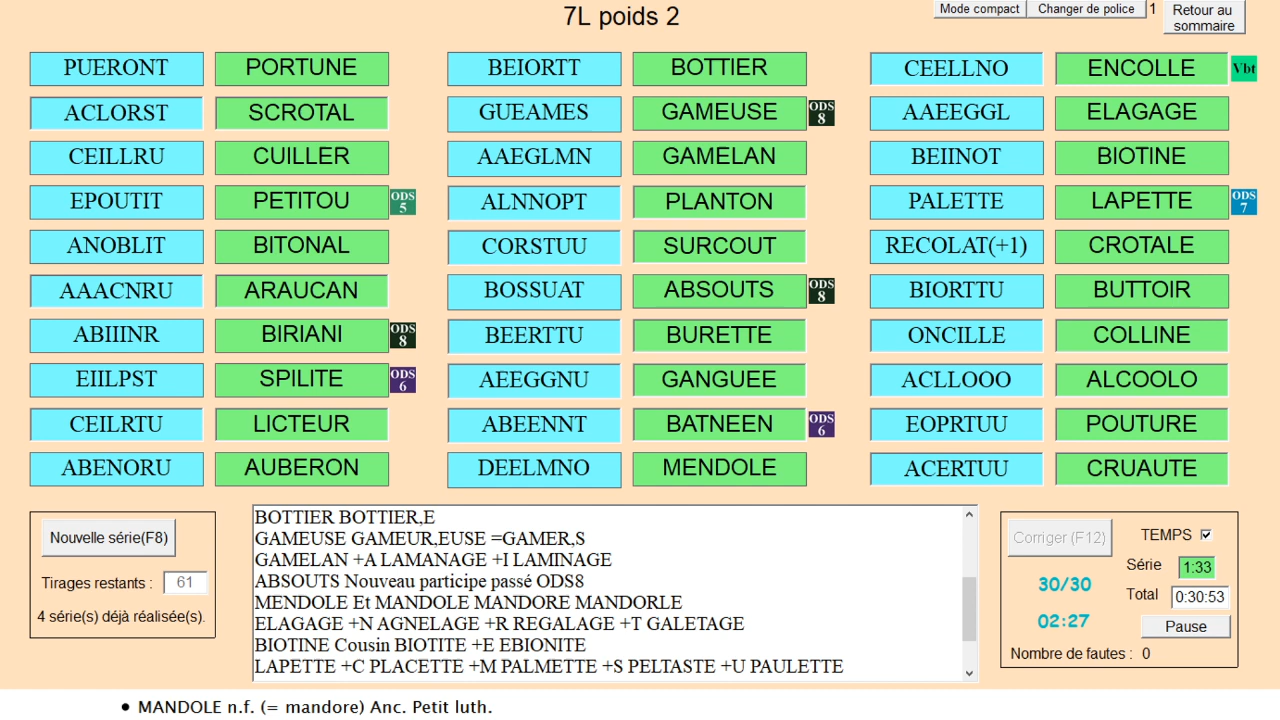 7L poids 2
Mode compact Changer de police 1 Retour au sommaire
PUERONT PORTUNE BEIORTT BOTTIER CEELLNO ENCOLLE Vbt
ACLORST SCROTAL GUEAMES GAMEUSE ODS 8 AAEEGGL ELAGAGE
CEILLRU CUILLER AAEGLMN GAMELAN BEIINOT BIOTINE
EPOUTIT PETITOU ODS 5 ALNNOPT PLANTON PALETTE LAPETTE ODS 7
ANOBLIT BITONAL CORSTUU SURCOUT RECOLAT(+1) CROTALE
AAACNRU ARAUCAN BOSSUAT ABSOUTS ODS 8 BIORTTU BUTTOIR
ABIIINR BIRIANI ODS 8 BEERTTU BURETTE ONCILLE COLLINE
EIILPST SPILITE ODS 6 AEEGGNU GANGUEE ACLLOOO ALCOOLO
CEILRTU LICTEUR ABEENNT BATNEEN ODS 6 EOPRTUU POUTURE
ABENORU AUBERON DEELMNO MENDOLE ACERTUU CRUAUTE
Nouvelle série(F8)
Tirages restants : 61
4 série(s) déjà réalisée(s).
BOTTIER BOTTIER,E
GAMEUSE GAMEUR,EUSE =GAMER,S
GAMELAN +A LAMANAGE +I LAMINAGE
ABSOUTS Nouveau participe passé ODS8
MENDOLE Et MANDOLE MANDORE MANDORLE
ELAGAGE +N AGNELAGE +R REGALAGE +T GALETAGE
BIOTINE Cousin BIOTITE +E EBIONITE
LAPETTE +C PLACETTE +M PALMETTE +S PELTASTE +U PAULETTE
Corriger (F12) TEMPS
Série 1:33
30/30
Total 0:30:53
02:27
Pause
Nombre de fautes : 0
• MANDOLE n.f. (= mandore) Anc. Petit luth.